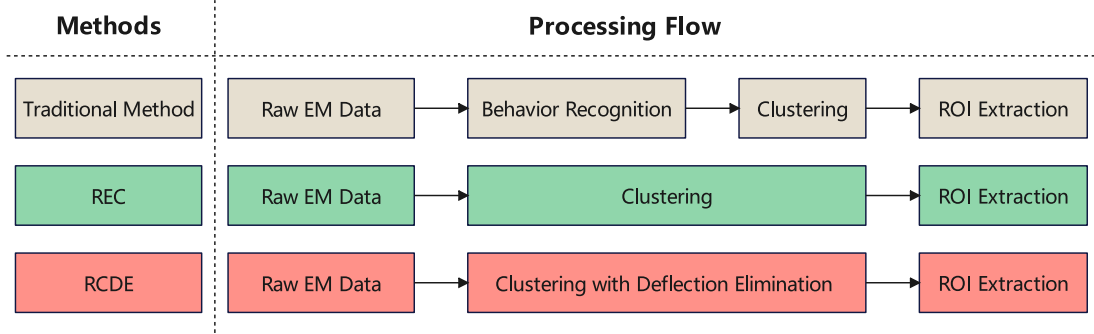 Methods
Processing Flow
Traditional Method
Raw EM Data
Behavior Recognition
Clustering
ROI Extraction
REC
Raw EM Data
Clustering
ROI Extraction
RCDE
Raw EM Data
Clustering with Deflection Elimination
ROI Extraction